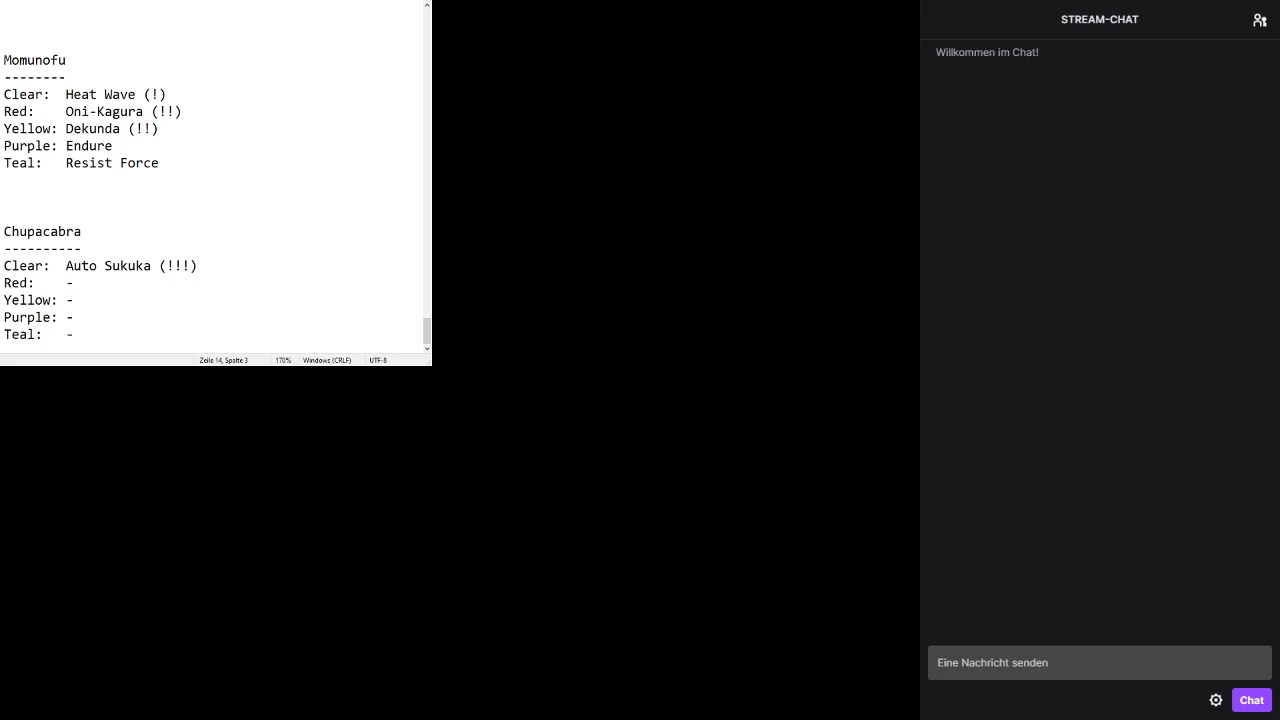 Momunofu
--------
Clear:  Heat Wave (!)
Red:    Oni-Kagura (!!)
Yellow: Dekunda (!!)
Purple: Endure
Teal:   Resist Force
Chupacabra
----------
Clear:  Auto Sukuka (!!!)
Red:    -
Yellow: -
Purple: -
Teal:   -
Zeile 14, Spalte 3
170%
Windows (CRLF)
UTF-8
STREAM-CHAT
Willkommen im Chat!
Eine Nachricht senden
Chat